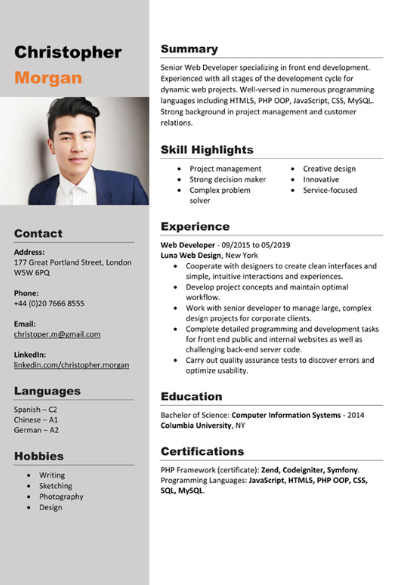 Christopher
Morgan
Contact
Address:
177 Great Portland Street, London
W5W 6PQ
Phone:
+44 (0)20 7666 8555
Email:
christoper.m@gmail.com
LinkedIn:
linkedin.com/christopher.morgan
Languages
Spanish – C2
Chinese – A1
German – A2
Hobbies
• Writing
• Sketching
• Photography
• Design
Summary
Senior Web Developer specializing in front end development.
Experienced with all stages of the development cycle for
dynamic web projects. Well-versed in numerous programming
languages including HTML5, PHP OOP, JavaScript, CSS, MySQL.
Strong background in project management and customer
relations.
Skill Highlights
• Project management
• Strong decision maker
• Complex problem
solver
• Creative design
• Innovative
• Service-focused
Experience
Web Developer - 09/2015 to 05/2019
Luna Web Design, New York
• Cooperate with designers to create clean interfaces and
simple, intuitive interactions and experiences.
• Develop project concepts and maintain optimal
workflow.
• Work with senior developer to manage large, complex
design projects for corporate clients.
• Complete detailed programming and development tasks
for front end public and internal websites as well as
challenging back-end server code.
• Carry out quality assurance tests to discover errors and
optimize usability.
Education
Bachelor of Science: Computer Information Systems - 2014
Columbia University, NY
Certifications
PHP Framework (certificate): Zend, Codeigniter, Symfony.
Programming Languages: JavaScript, HTML5, PHP OOP, CSS,
SQL, MySQL.